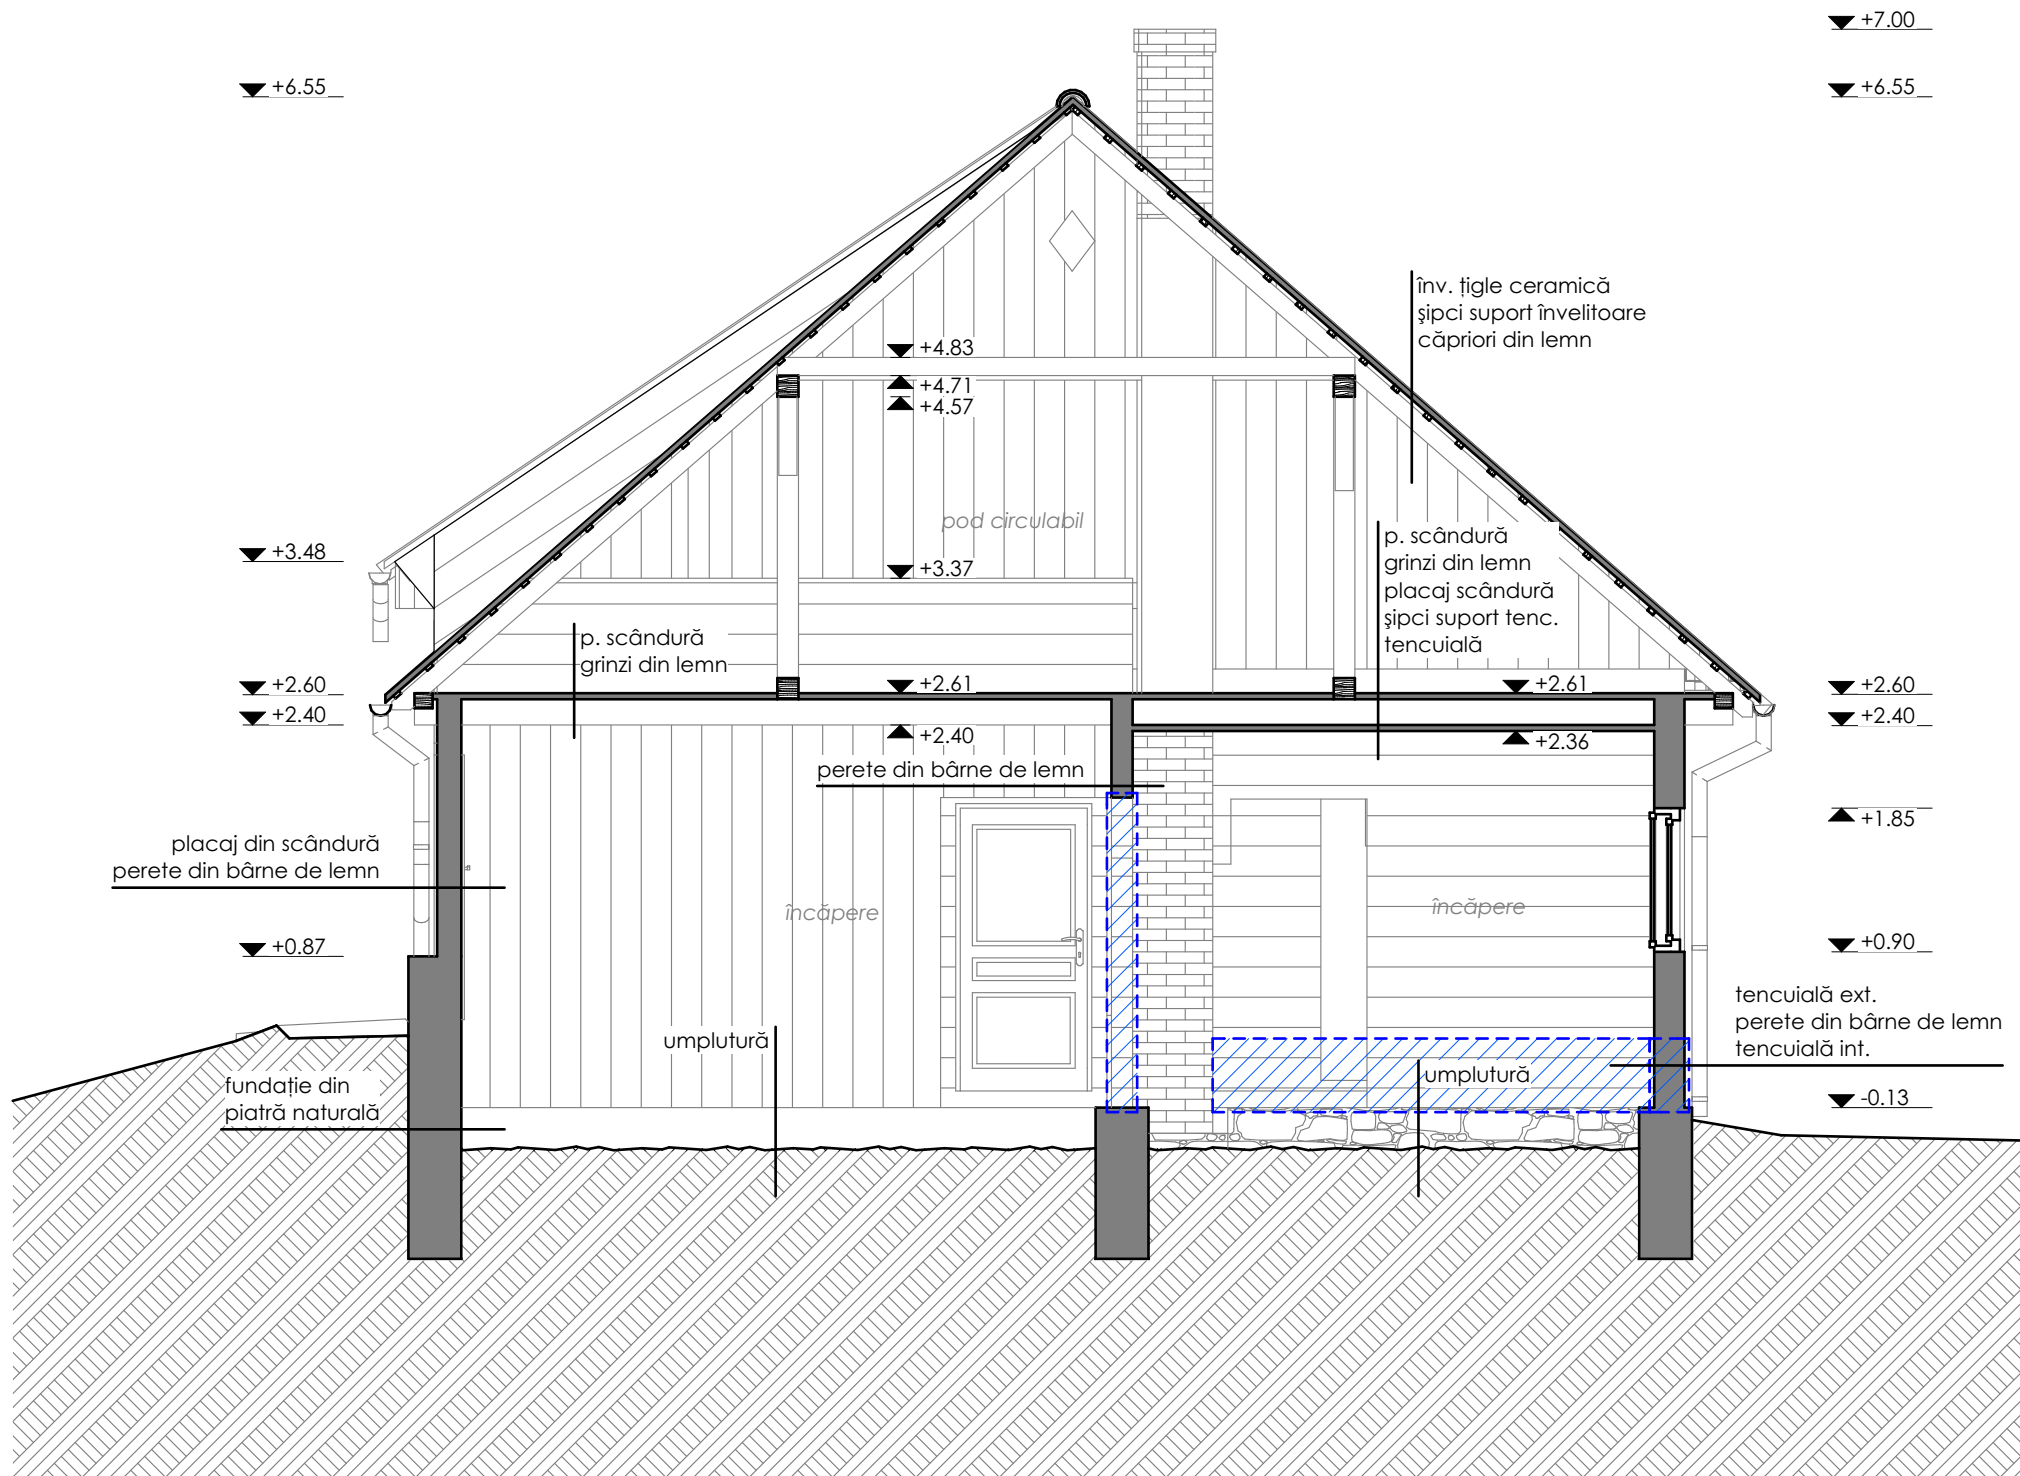 +7.00
+6.55
+6.55
înv. țigle ceramică
șipci suport învelitoare
căpriori din lemn
+4.83
+4.71
+4.57
pod circulabil
p. scândură
grinzi din lemn
placaj scândură
șipci suport tenc.
tencuială
+3.48
+3.37
p. scândură
grinzi din lemn
+2.60
+2.61
+2.61
+2.60
+2.40
+2.40
+2.40
+2.36
perete din bârne de lemn
+1.85
placaj din scândură
perete din bârne de lemn
încăpere
încăpere
+0.87
+0.90
tencuială ext.
perete din bârne de lemn
tencuială int.
umplutură
umplutură
fundație din
piatră naturală
-0.13